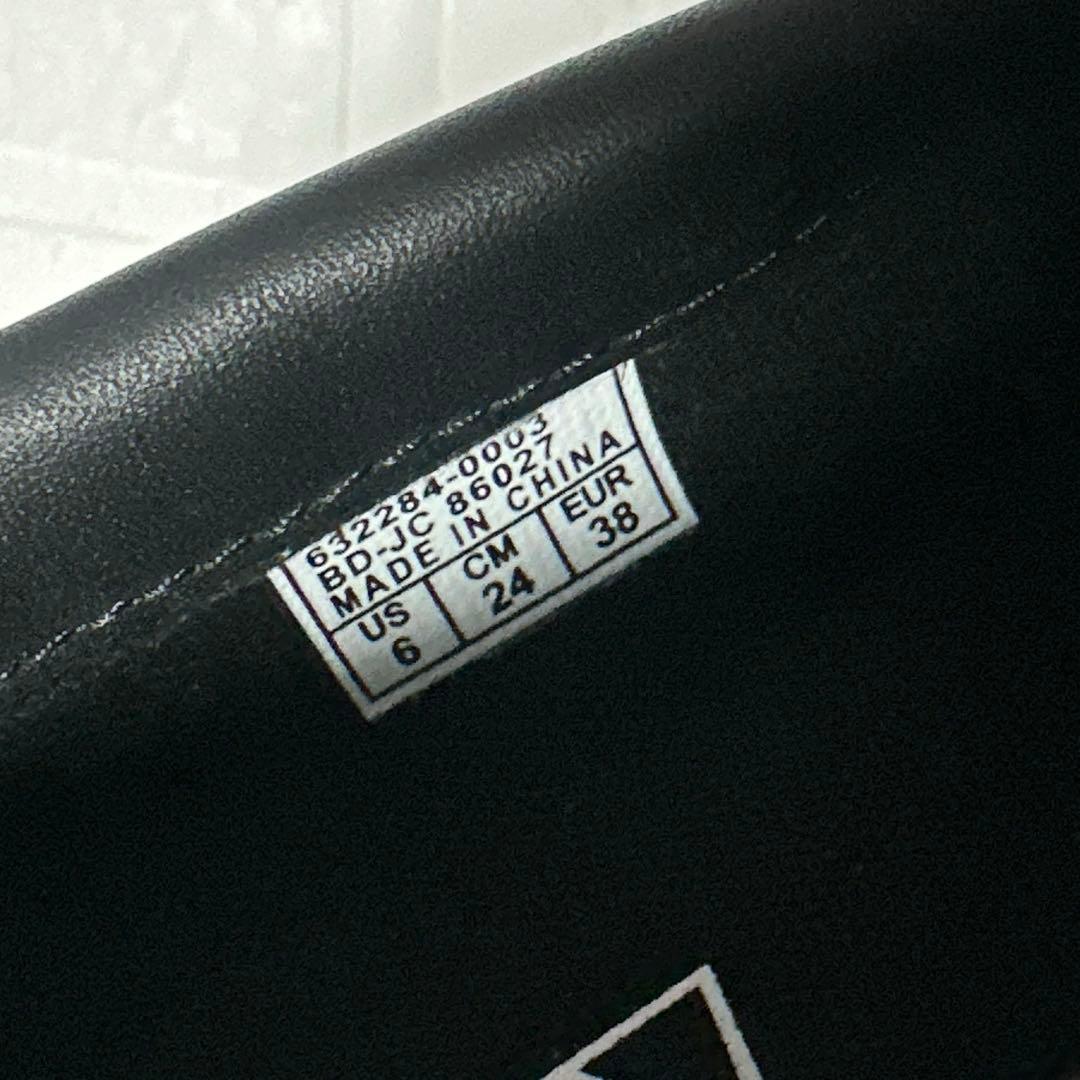 632284-0003
BD-JC 86027
MADE IN CHINA
US CM EUR
6 24 38